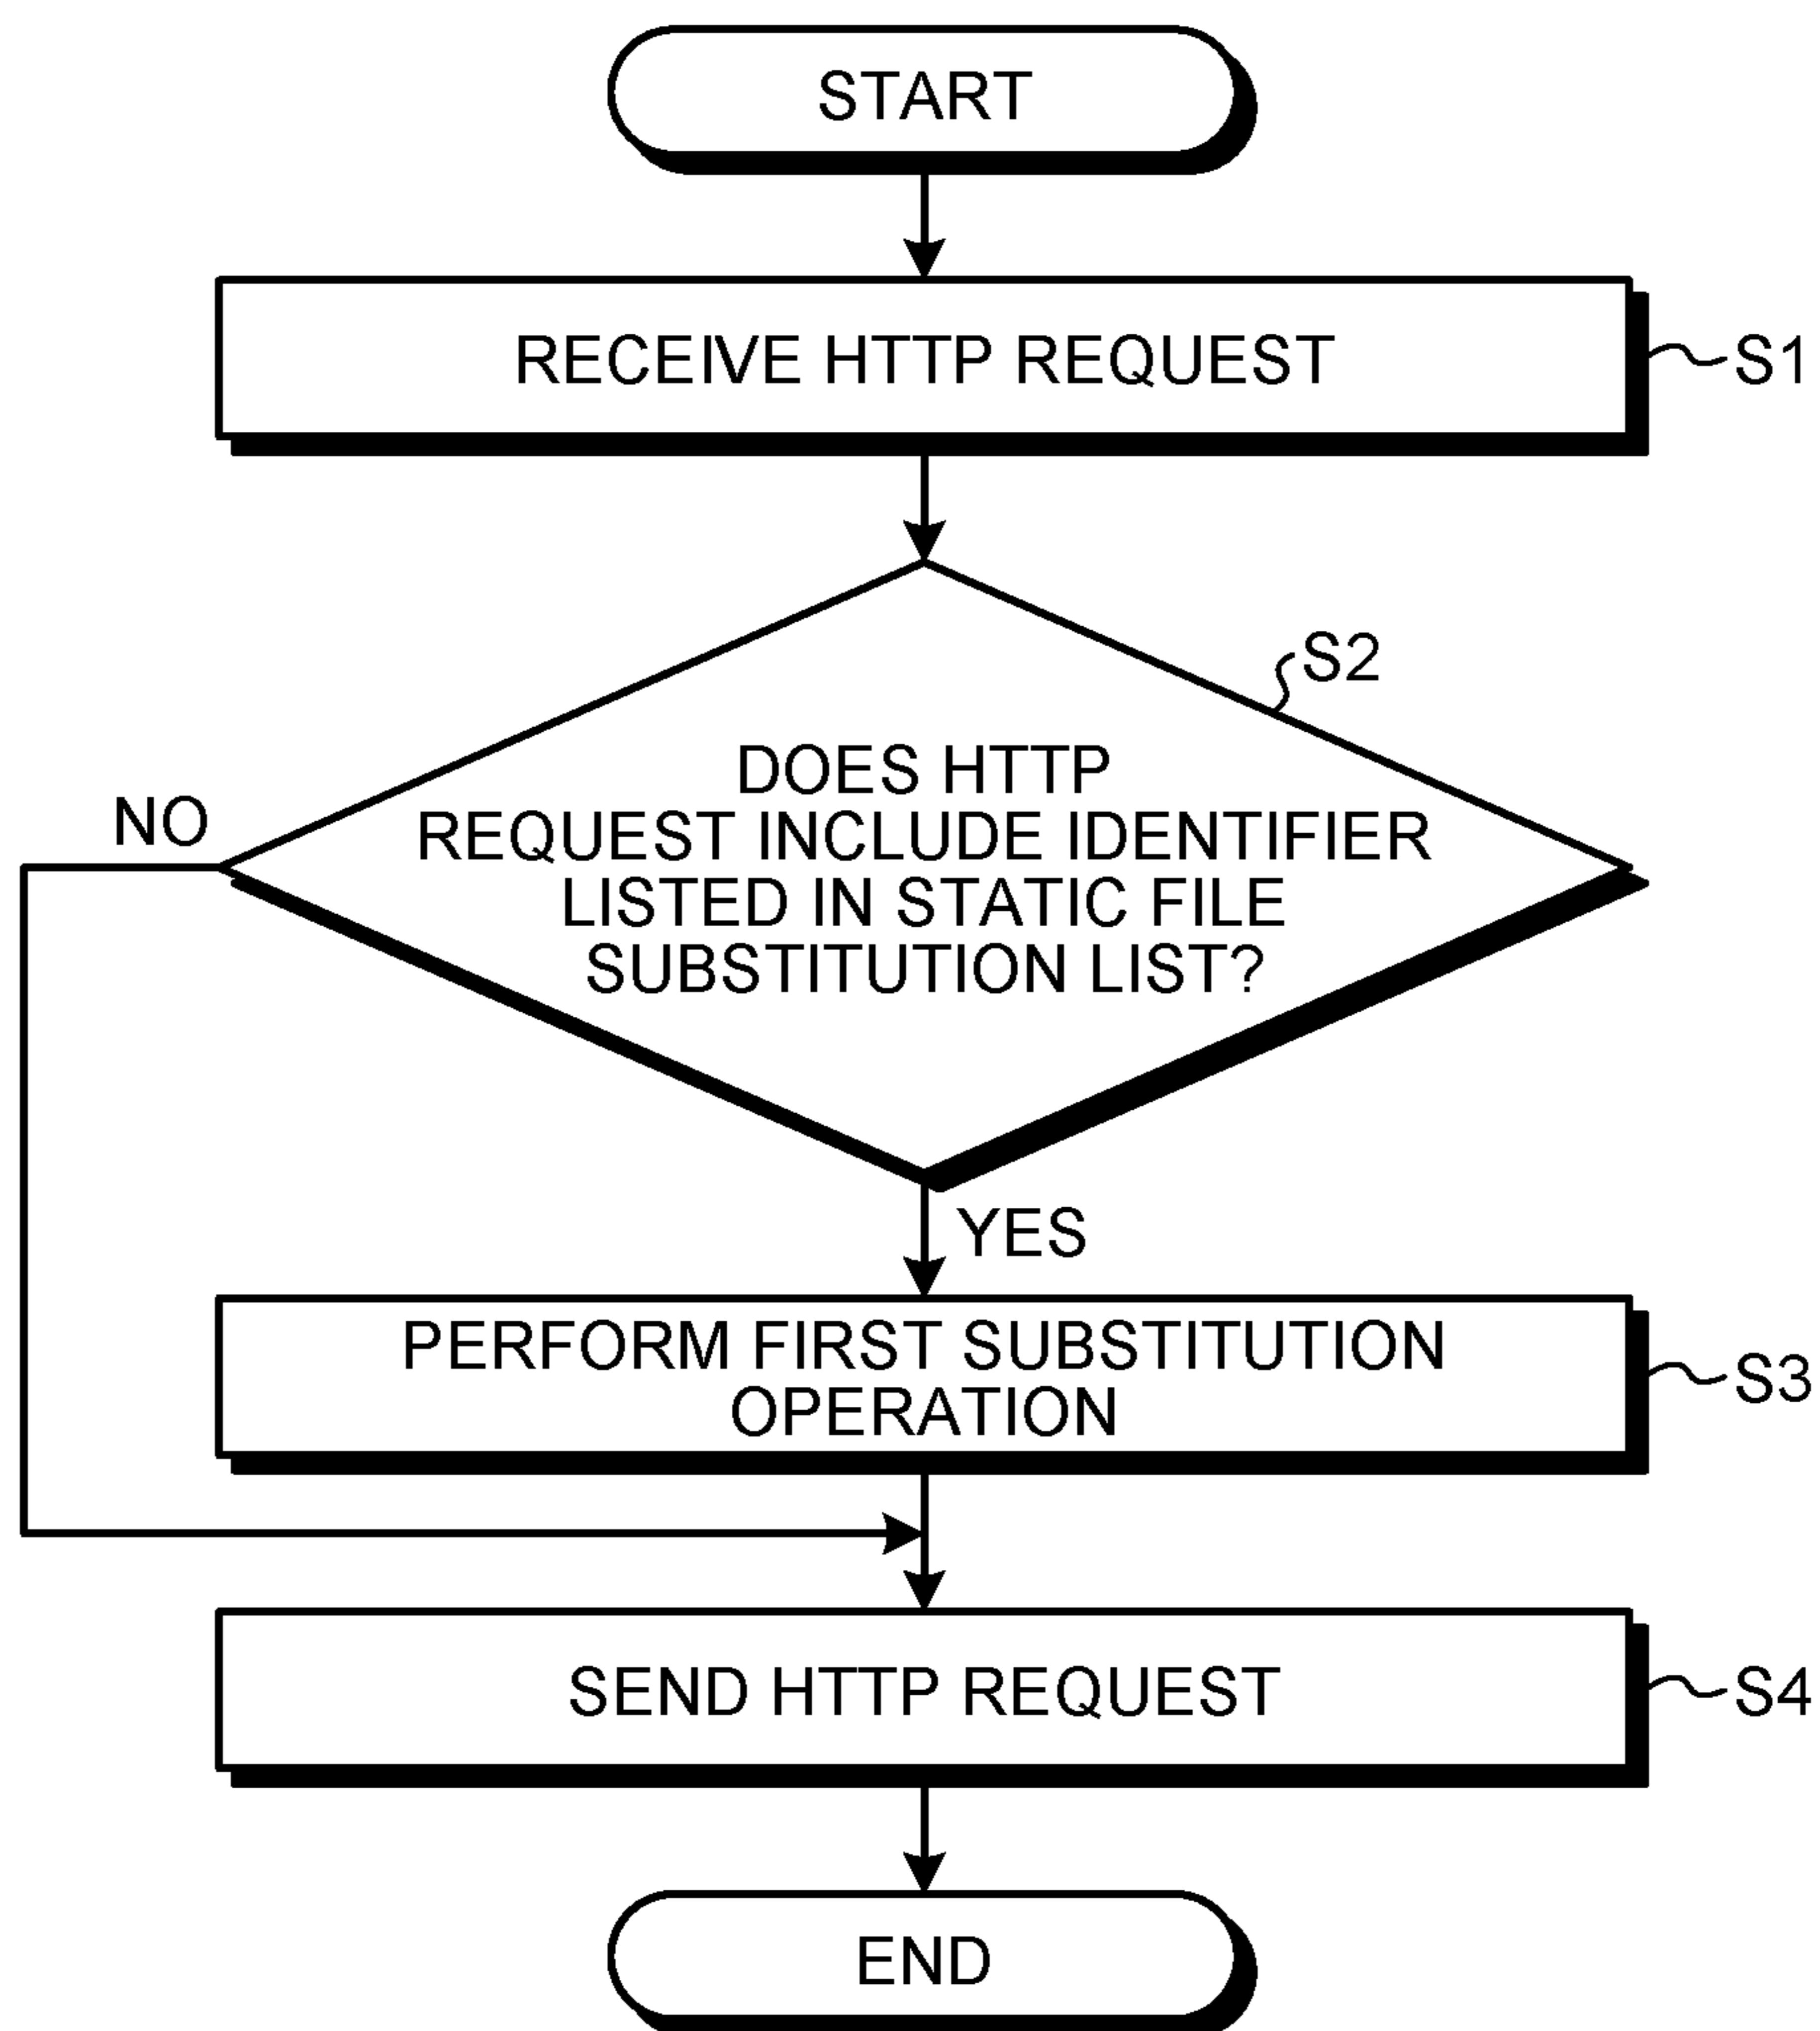 START
RECEIVE HTTP REQUEST
S1
S2
DOES HTTP
REQUEST INCLUDE IDENTIFIER
LISTED IN STATIC FILE
SUBSTITUTION LIST?
NO
YES
PERFORM FIRST SUBSTITUTION
OPERATION
S3
SEND HTTP REQUEST
S4
END